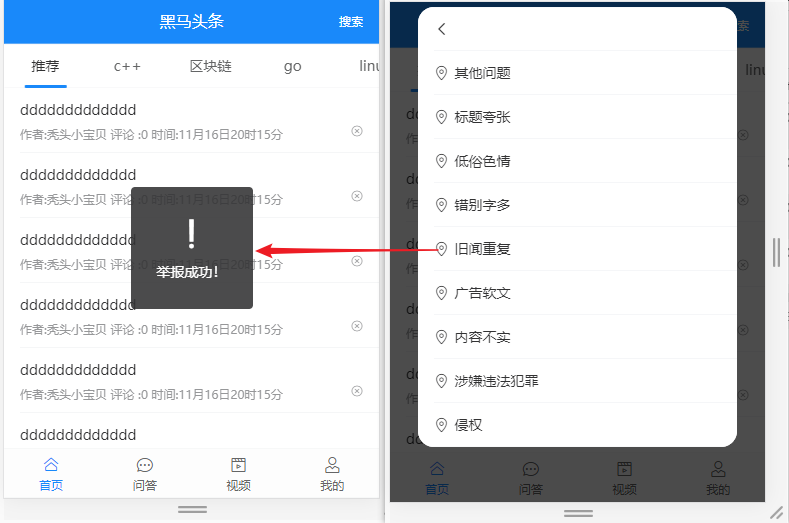 黑马头条
搜索
推荐
c++
区块链
go
linu
ddddddddddddd
作者:秃头小宝贝 评论 :0 时间:11月16日20时15分
ddddddddddddd
作者:秃头小宝贝 评论 :0 时间:11月16日20时15分
ddddddddddddd
作者:秃头小宝贝 评论 :0 时间:11月16日20时15分
ddddddddddddd
作者:秃头小宝贝 评论 :0 时间:11月16日20时15分
ddddddddddddd
作者:秃头小宝贝 评论 :0 时间:11月16日20时15分
ddddddddddddd
!
举报成功!
首页
问答
视频
我的
索
linu
其他问题
标题夸张
低俗色情
错别字多
旧闻重复
广告软文
内容不实
涉嫌违法犯罪
侵权
首页
问答
视频
我的